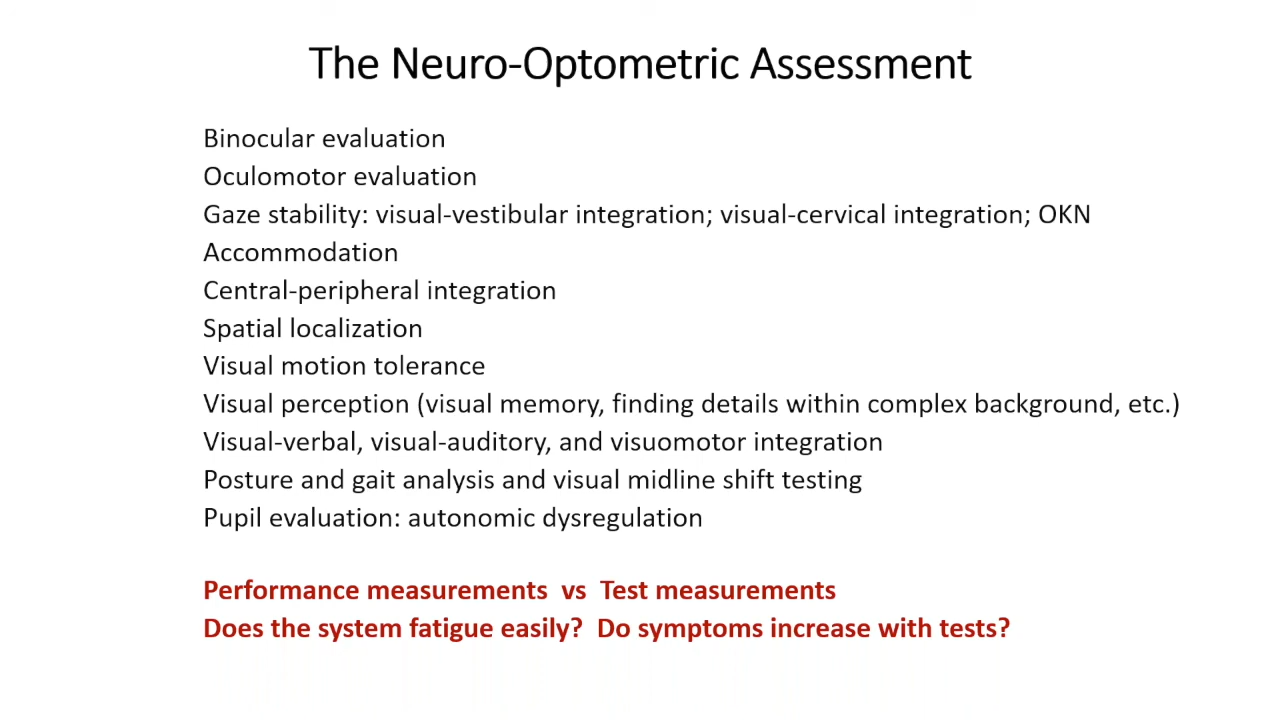 The Neuro-Optometric Assessment
Binocular evaluation
Oculomotor evaluation
Gaze stability: visual-vestibular integration; visual-cervical integration; OKN
Accommodation
Central-peripheral integration
Spatial localization
Visual motion tolerance
Visual perception (visual memory, finding details within complex background, etc.)
Visual-verbal, visual-auditory, and visuomotor integration
Posture and gait analysis and visual midline shift testing
Pupil evaluation: autonomic dysregulation
Performance measurements  vs  Test measurements
Does the system fatigue easily?  Do symptoms increase with tests?